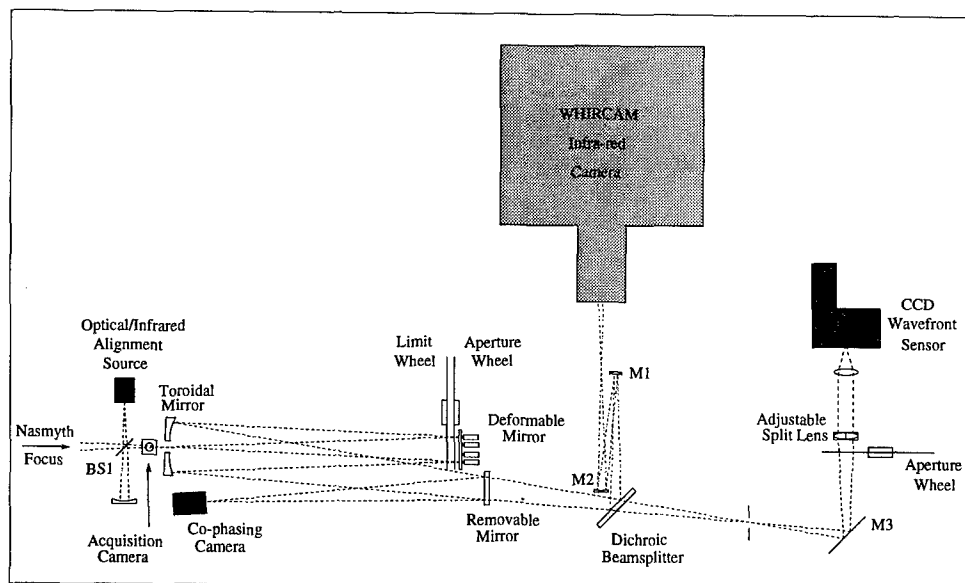 WHIRCAM
Infra-red
Camera
CCD
Wavefront
Sensor
Optical/Infrared
Alignment
Source
Limit
Wheel
Aperture
Wheel
M1
Toroidal
Mirror
Deformable
Mirror
Adjustable
Split Lens
Nasmyth
Focus
BS1
M2
Aperture
Wheel
Acquisition
Camera
Co-phasing
Camera
Removable
Mirror
Dichroic
Beamsplitter
M3